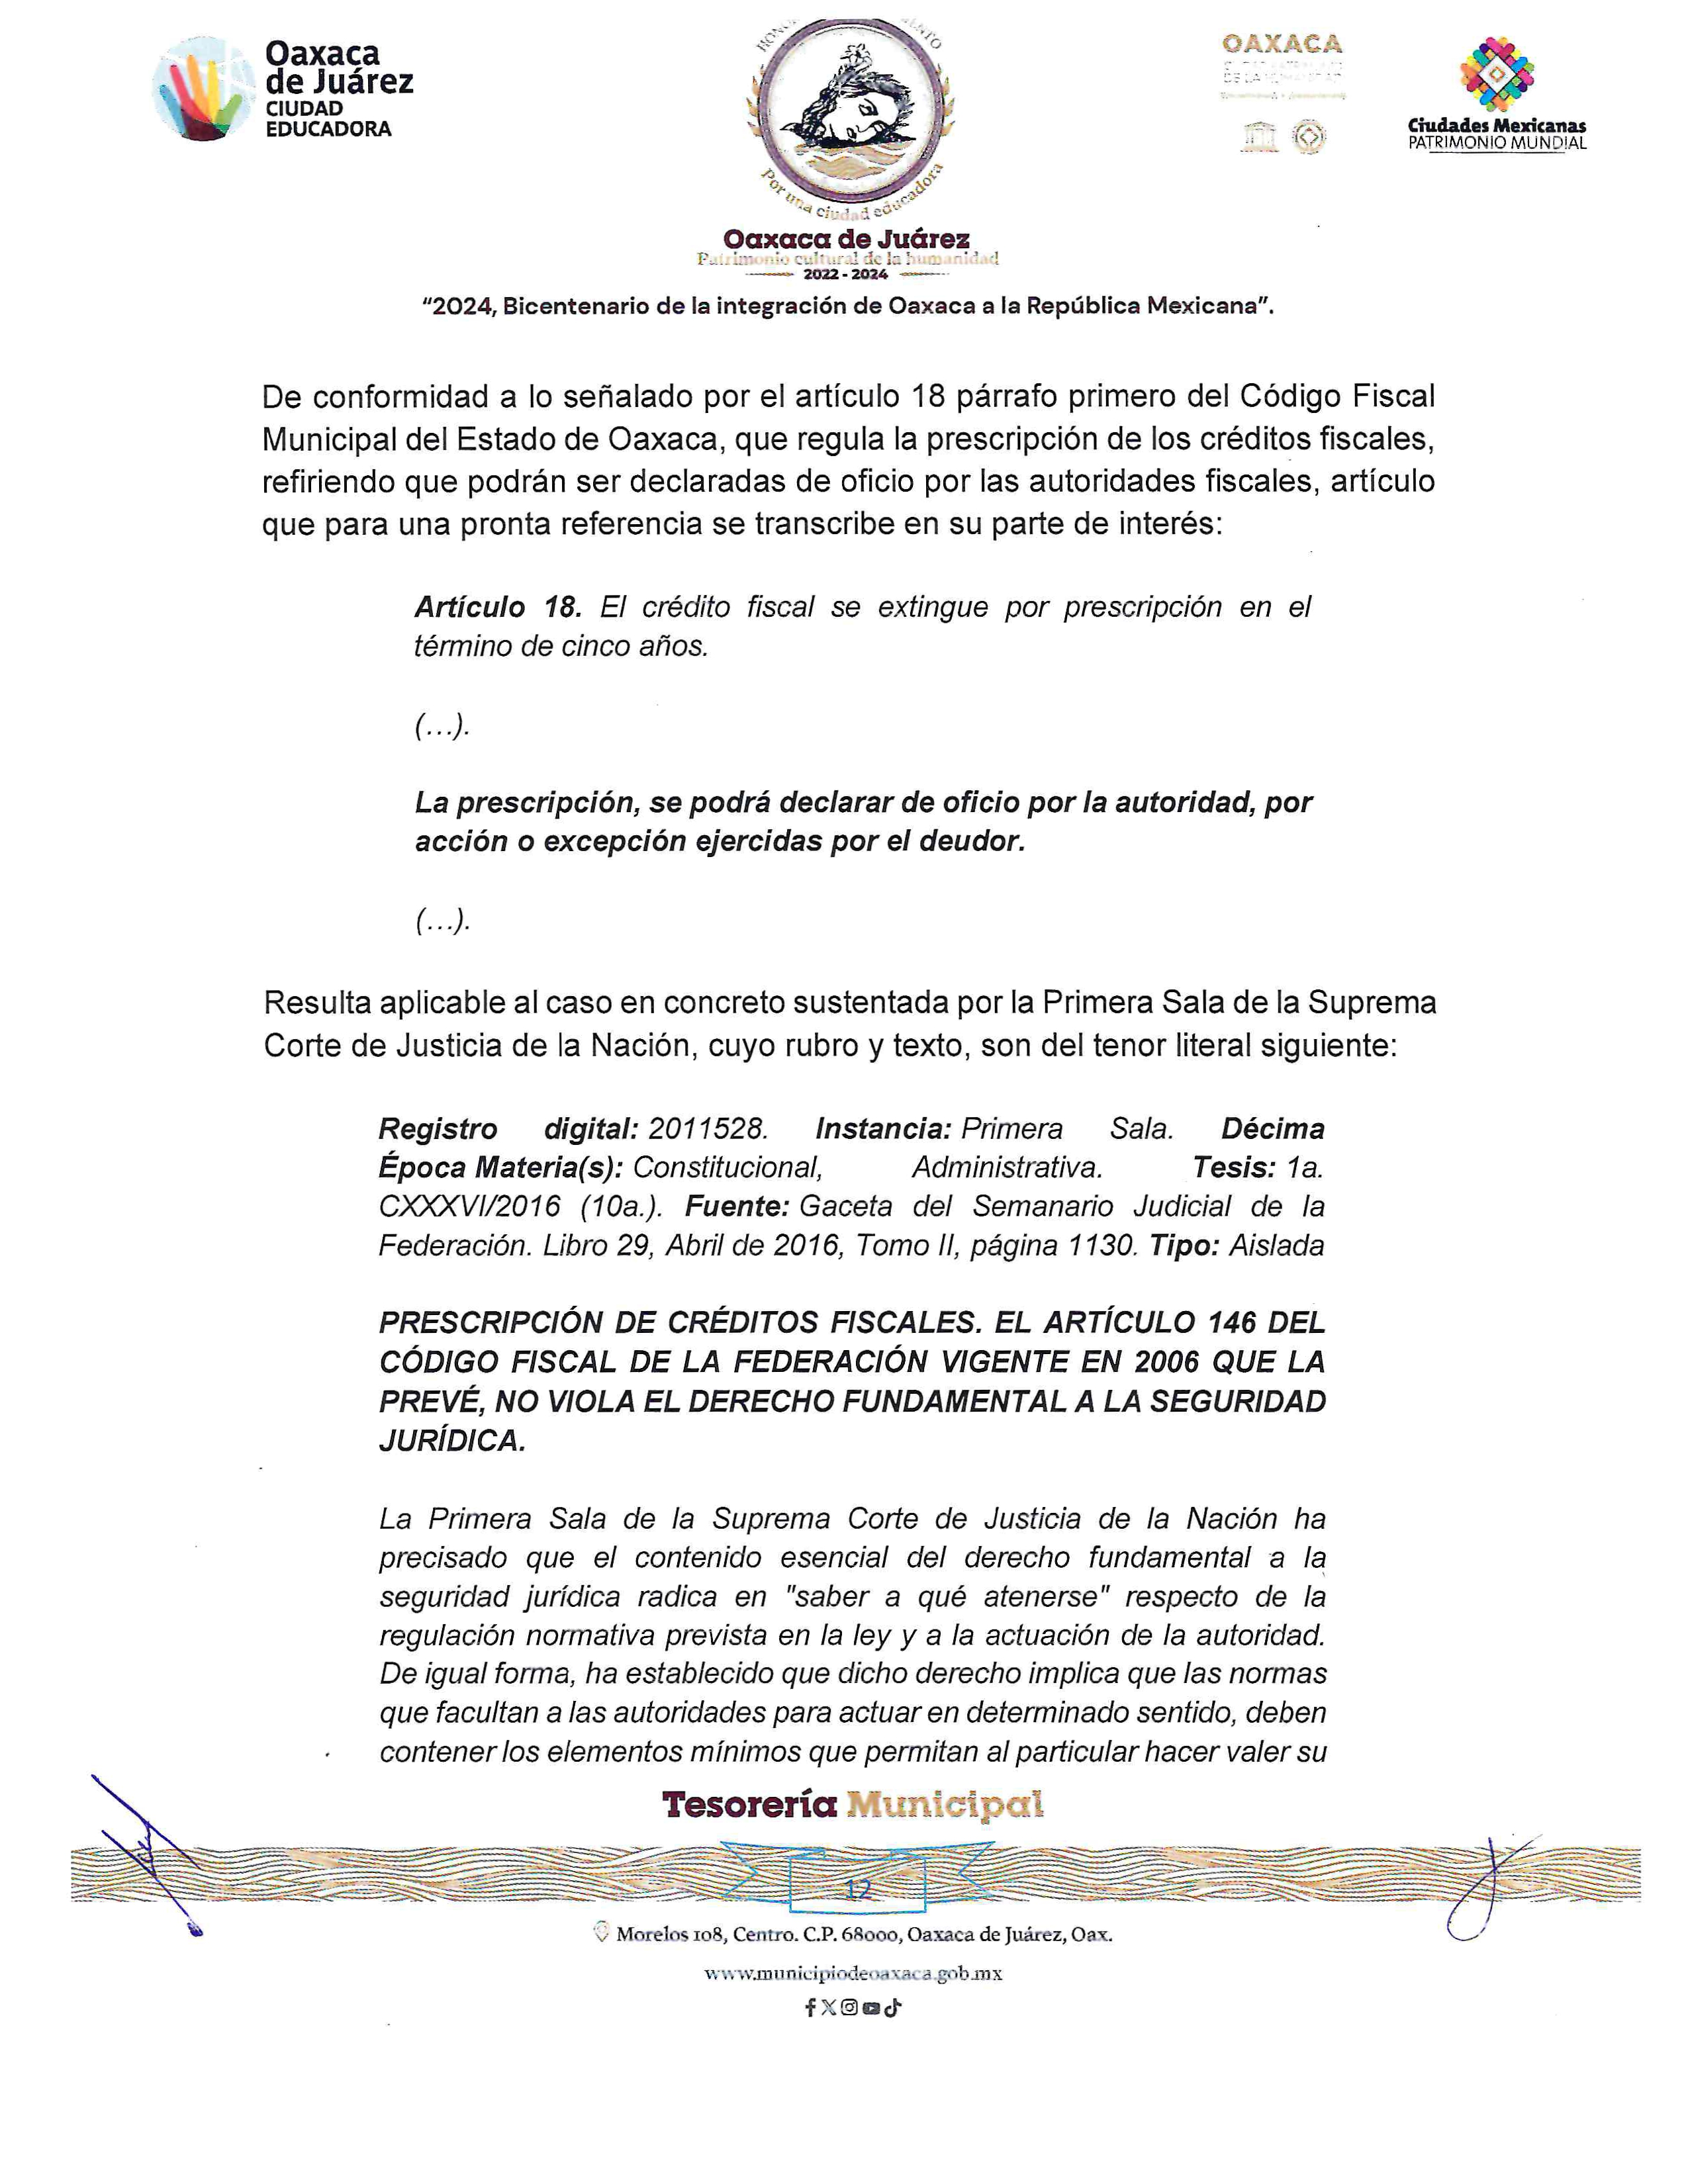 Oaxaca
de Juárez
CIUDAD
EDUCADORA
OAXACA
Ciudades Mexicanas
PATRIMONIO MUNDIAL
Por una ciudad educadora
Oaxaca de Juárez
Patrimonio cultural de la humanidad
2022 - 2024
“2024, Bicentenario de la integración de Oaxaca a la República Mexicana”.
De conformidad a lo señalado por el artículo 18 párrafo primero del Código Fiscal
Municipal del Estado de Oaxaca, que regula la prescripción de los créditos fiscales,
refiriendo que podrán ser declaradas de oficio por las autoridades fiscales, artículo
que para una pronta referencia se transcribe en su parte de interés:
Artículo 18. El crédito fiscal se extingue por prescripción en el
término de cinco años.
(...).
La prescripción, se podrá declarar de oficio por la autoridad, por
acción o excepción ejercidas por el deudor.
(...).
Resulta aplicable al caso en concreto sustentada por la Primera Sala de la Suprema
Corte de Justicia de la Nación, cuyo rubro y texto, son del tenor literal siguiente:
Registro digital: 2011528. Instancia: Primera Sala. Décima
Época Materia(s): Constitucional, Administrativa. Tesis: 1a.
CXXXVI/2016 (10a.). Fuente: Gaceta del Semanario Judicial de la
Federación. Libro 29, Abril de 2016, Tomo II, página 1130. Tipo: Aislada
PRESCRIPCIÓN DE CRÉDITOS FISCALES. EL ARTÍCULO 146 DEL
CÓDIGO FISCAL DE LA FEDERACIÓN VIGENTE EN 2006 QUE LA
PREVÉ, NO VIOLA EL DERECHO FUNDAMENTAL A LA SEGURIDAD
JURÍDICA.
La Primera Sala de la Suprema Corte de Justicia de la Nación ha
precisado que el contenido esencial del derecho fundamental a la
seguridad jurídica radica en "saber a qué atenerse" respecto de la
regulación normativa prevista en la ley y a la actuación de la autoridad.
De igual forma, ha establecido que dicho derecho implica que las normas
que facultan a las autoridades para actuar en determinado sentido, deben
contener los elementos mínimos que permitan al particular hacer valer su
Tesorería Municipal
12
Morelos 108, Centro. C.P. 68000, Oaxaca de Juárez, Oax.
www.municipiodeoaxaca.gob.mx